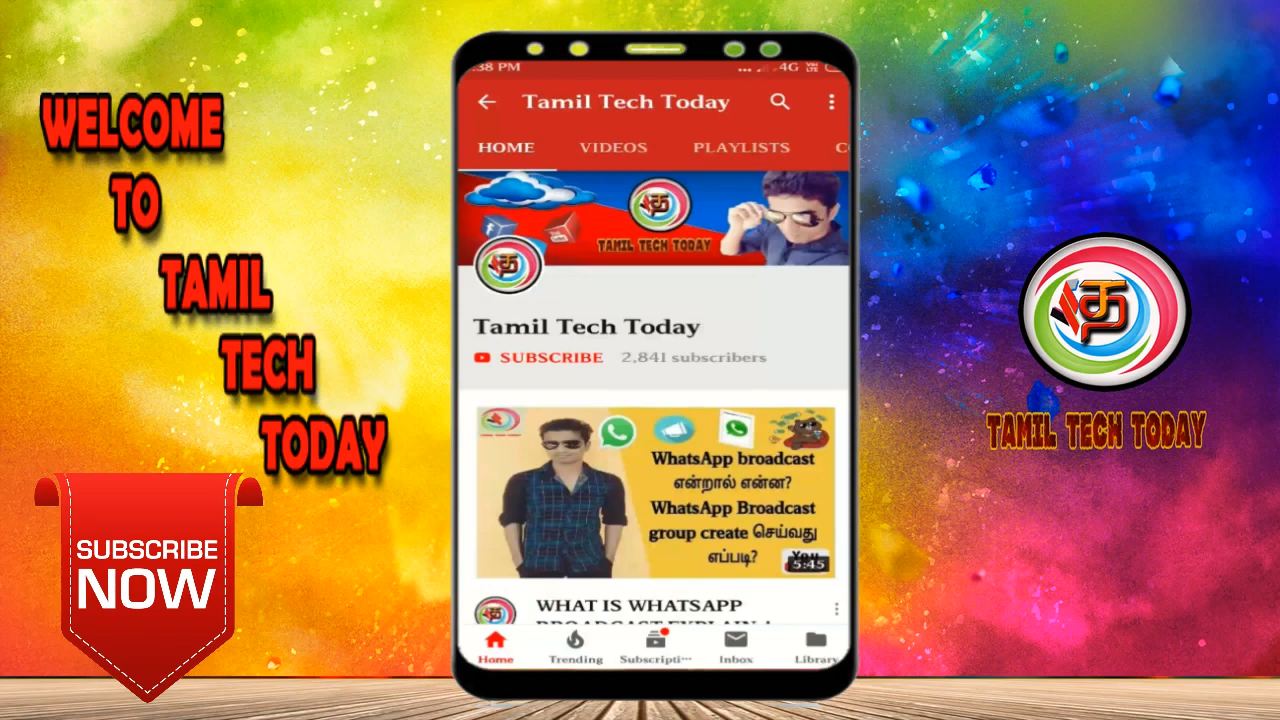 WELCOME
TO
TAMIL
TECH
TODAY
SUBSCRIBE
NOW
:38 PM
4G
Tamil Tech Today
HOME VIDEOS PLAYLISTS C
த
TAMIL TECH TODAY
த
Tamil Tech Today
SUBSCRIBE 2,841 subscribers
WhatsApp broadcast
என்றால் என்ன?
WhatsApp Broadcast
group create செய்வது
எப்படி?
5:45
WHAT IS WHATSAPP
Home Trending Subscripti··· Inbox Library
த
TAMIL TECH TODAY